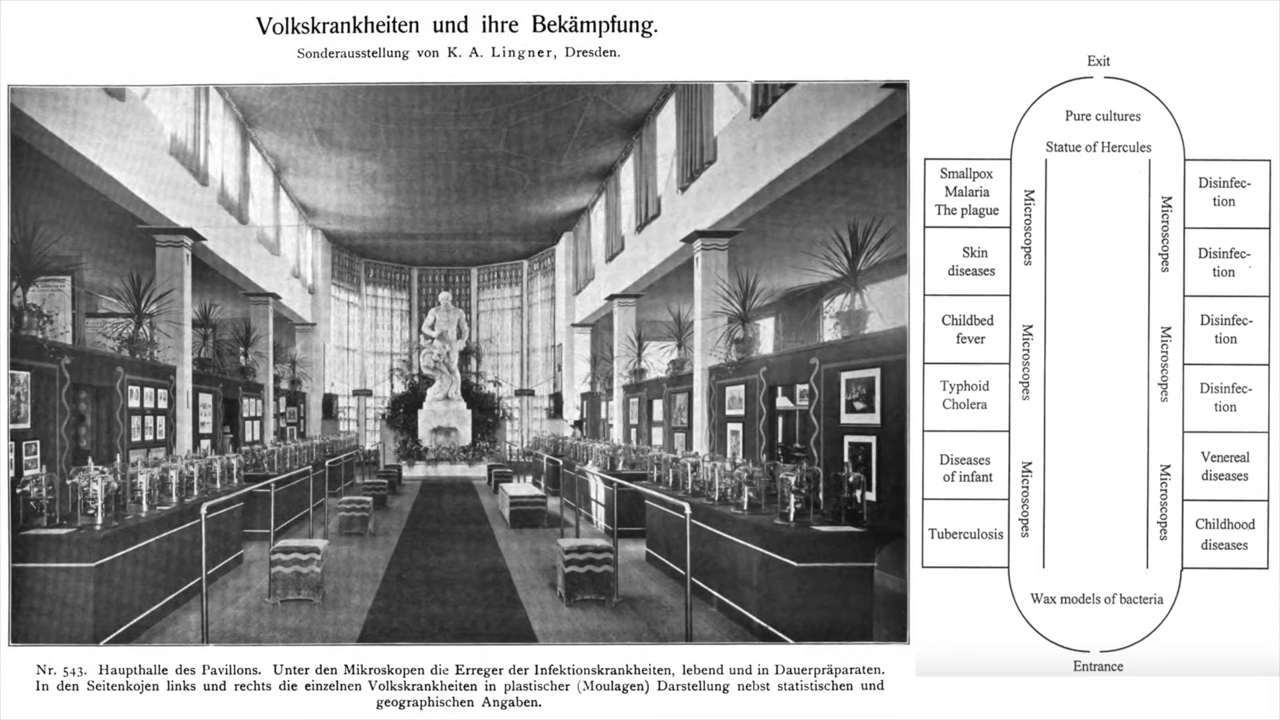 Volkskrankheiten und ihre Bekämpfung.
Sonderausstellung von K. A. Lingner, Dresden.
Nr. 543. Haupthalle des Pavillons. Unter den Mikroskopen die Erreger der Infektionskrankheiten, lebend und in Dauerpräparaten.
In den Seitenkojen links und rechts die einzelnen Volkskrankheiten in plastischer (Moulagen) Darstellung nebst statistischen und
geographischen Angaben.
Exit
Pure cultures
Statue of Hercules
Smallpox
Malaria
The plague
Skin
diseases
Childbed
fever
Typhoid
Cholera
Diseases
of infant
Tuberculosis
Microscopes
Microscopes
Microscopes
Microscopes
Microscopes
Microscopes
Disinfec-
tion
Disinfec-
tion
Disinfec-
tion
Disinfec-
tion
Venereal
diseases
Childhood
diseases
Wax models of bacteria
Entrance